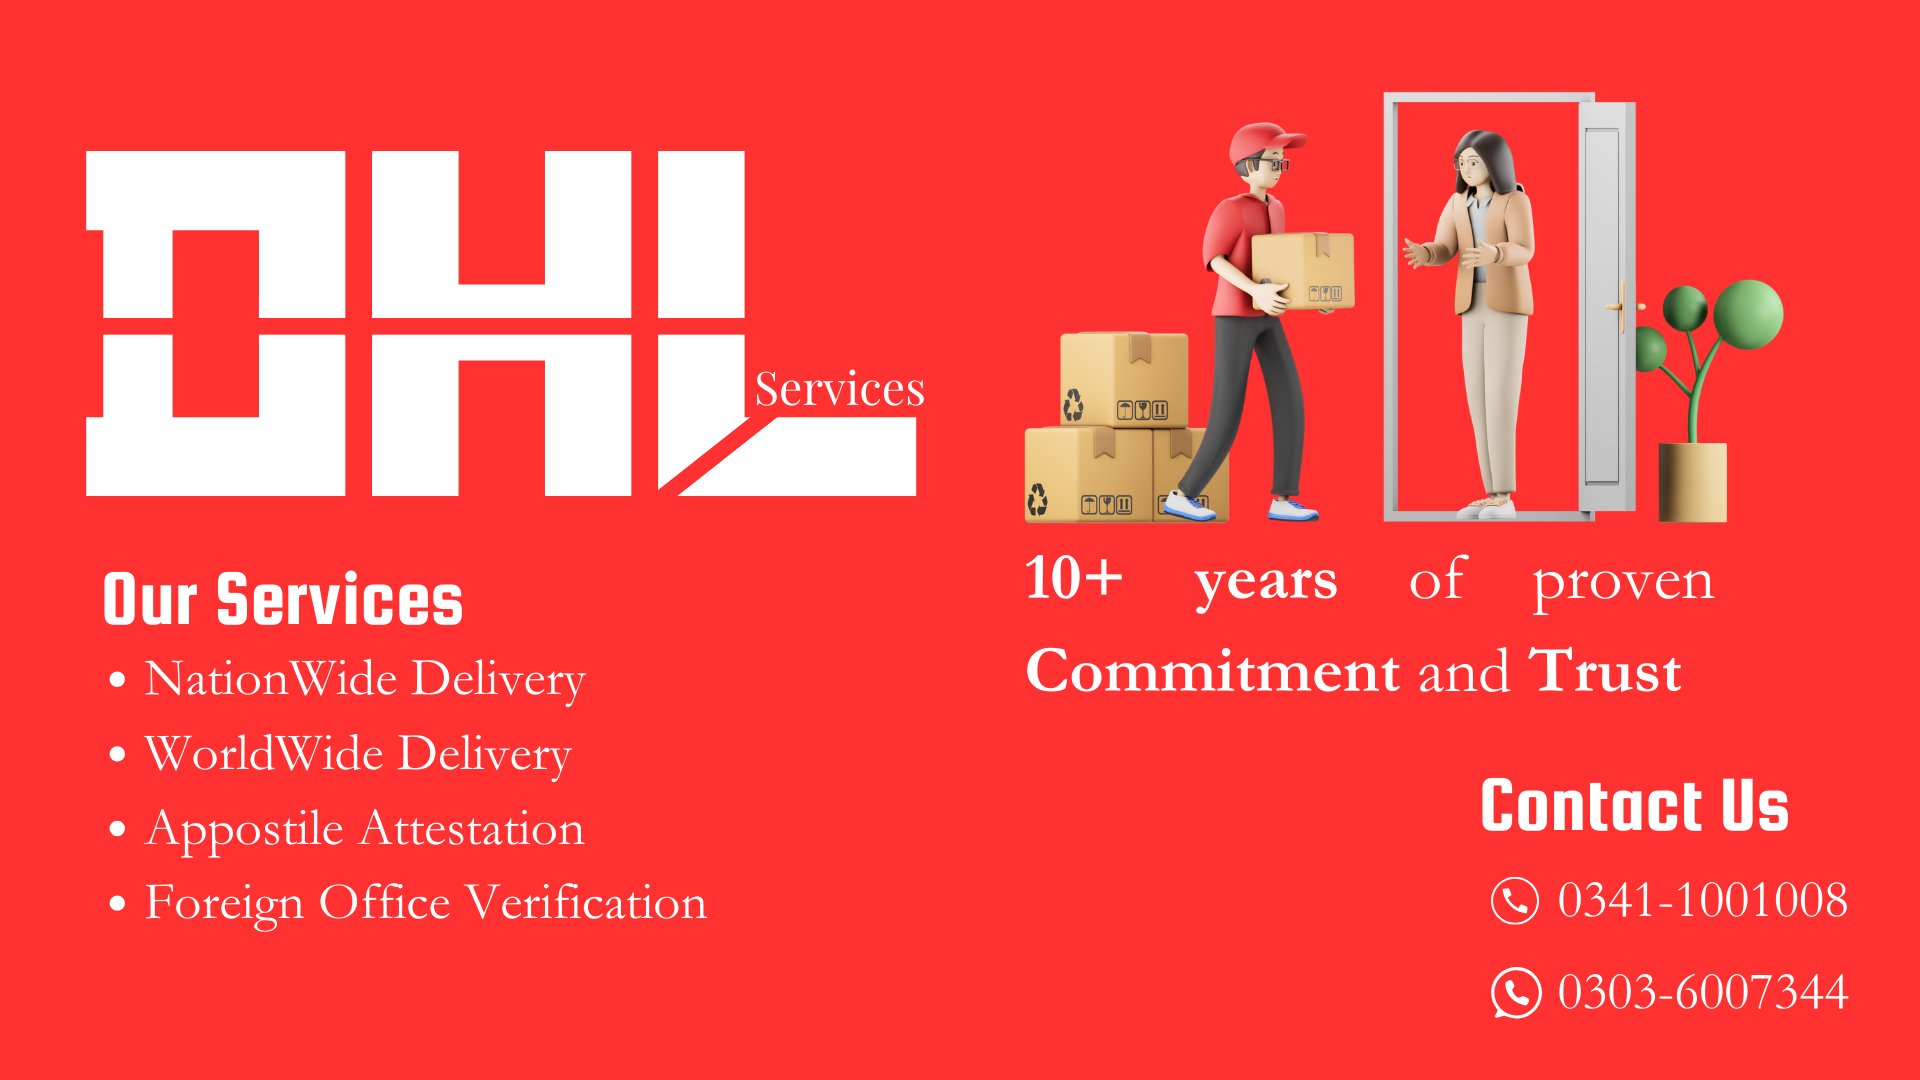 DHL
Services
Our Services
• NationWide Delivery
• WorldWide Delivery
• Appostile Attestation
• Foreign Office Verification
10+ years of proven
Commitment and Trust
Contact Us
0341-1001008
0303-6007344